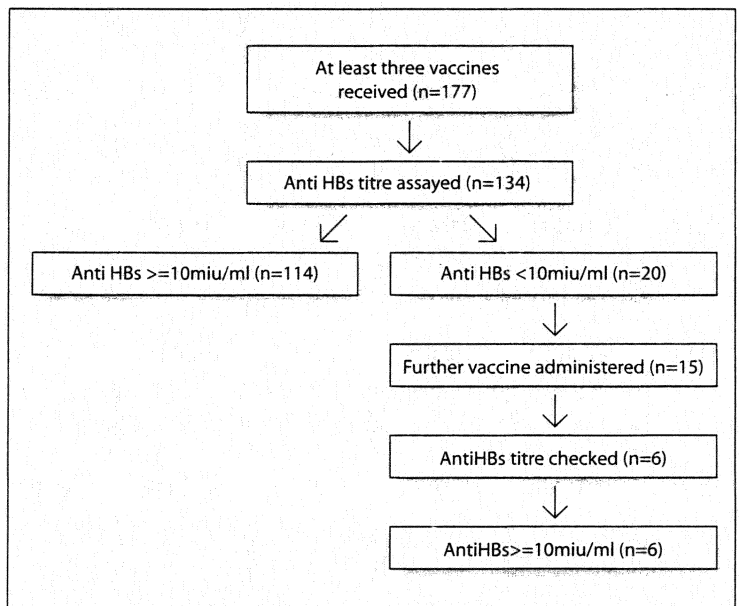 At least three vaccines
received (n=177)
Anti HBs titre assayed (n=134)
Anti HBs >=10miu/ml (n=114)
Anti HBs <10miu/ml (n=20)
Further vaccine administered (n=15)
AntiHBs titre checked (n=6)
AntiHBs>=10miu/ml (n=6)